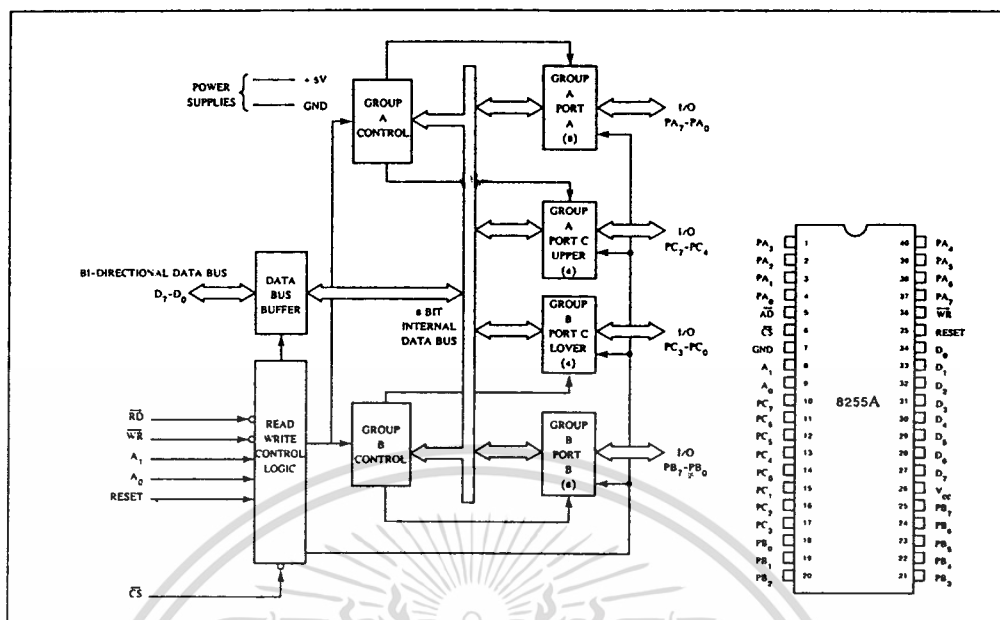 POWER
SUPPLIES
+ 5V
GND
GROUP
A
CONTROL
GROUP
A
PORT
A
(8)
I/O
PA7-PA0
GROUP
A
PORT C
UPPER
(4)
I/O
PC7-PC4
BI-DIRECTIONAL DATA BUS
D7-D0
DATA
BUS
BUFFER
8 BIT
INTERNAL
DATA BUS
GROUP
B
PORT C
LOVER
(4)
I/O
PC3-PC0
RD
WR
A1
A0
RESET
CS
READ
WRITE
CONTROL
LOGIC
GROUP
B
CONTROL
GROUP
B
PORT
B
(8)
I/O
PB7-PB0
8255A
PA3 1 40 PA4
PA2 2 39 PA5
PA1 3 38 PA6
PA0 4 37 PA7
RD 5 36 WR
CS 6 35 RESET
GND 7 34 D0
A1 8 33 D1
A0 9 32 D2
PC7 10 31 D3
PC6 11 30 D4
PC5 12 29 D5
PC4 13 28 D6
PC0 14 27 D7
PC1 15 26 Vcc
PC2 16 25 PB7
PC3 17 24 PB6
PB0 18 23 PB5
PB1 19 22 PB4
PB2 20 21 PB3